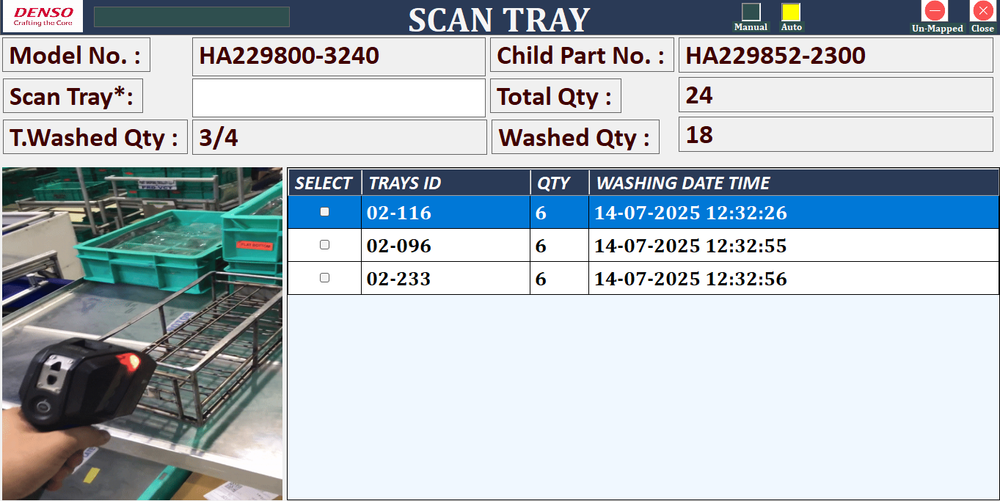 DENSO
Crafting the Core
SCAN TRAY
Manual
Auto
Un-Mapped
Close
Model No. :
HA229800-3240
Child Part No. :
HA229852-2300
Scan Tray*:
Total Qty :
24
T.Washed Qty :
3/4
Washed Qty :
18
SELECT
TRAYS ID
QTY
WASHING DATE TIME
02-116
6
14-07-2025 12:32:26
02-096
6
14-07-2025 12:32:55
02-233
6
14-07-2025 12:32:56